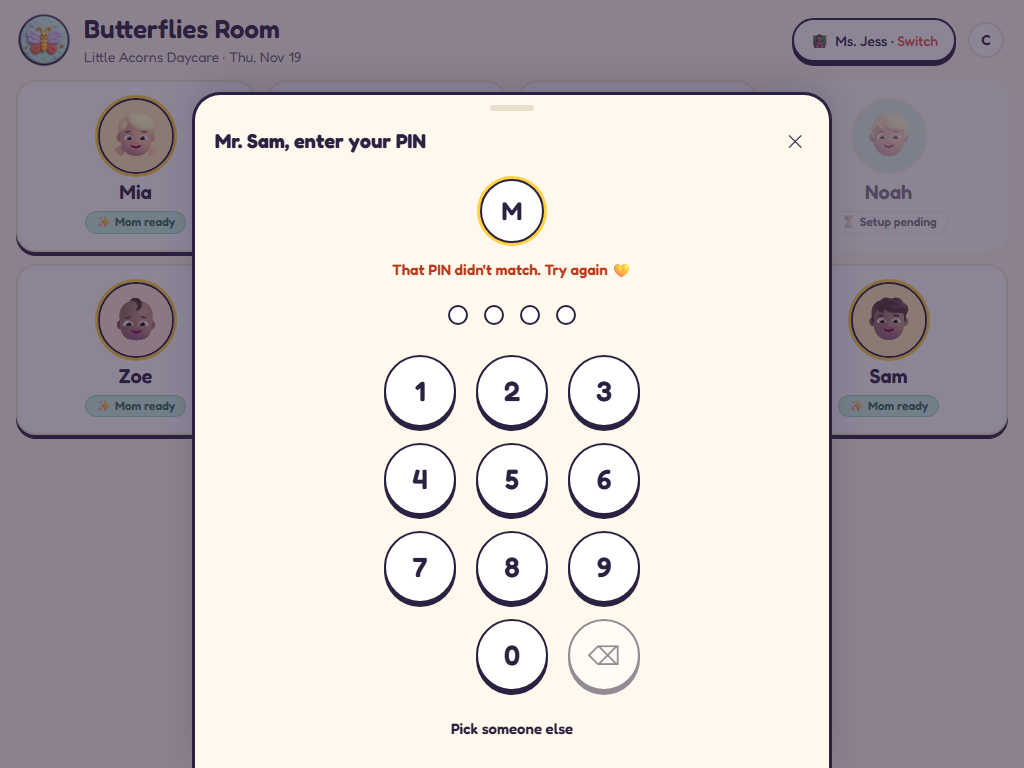 Butterflies Room
Little Acorns Daycare · Thu, Nov 19
Ms. Jess · Switch
C
Mia
Mom ready
Noah
Setup pending
Zoe
Mom ready
Sam
Mom ready
Mr. Sam, enter your PIN
M
That PIN didn't match. Try again
1 2 3
4 5 6
7 8 9
0
Pick someone else